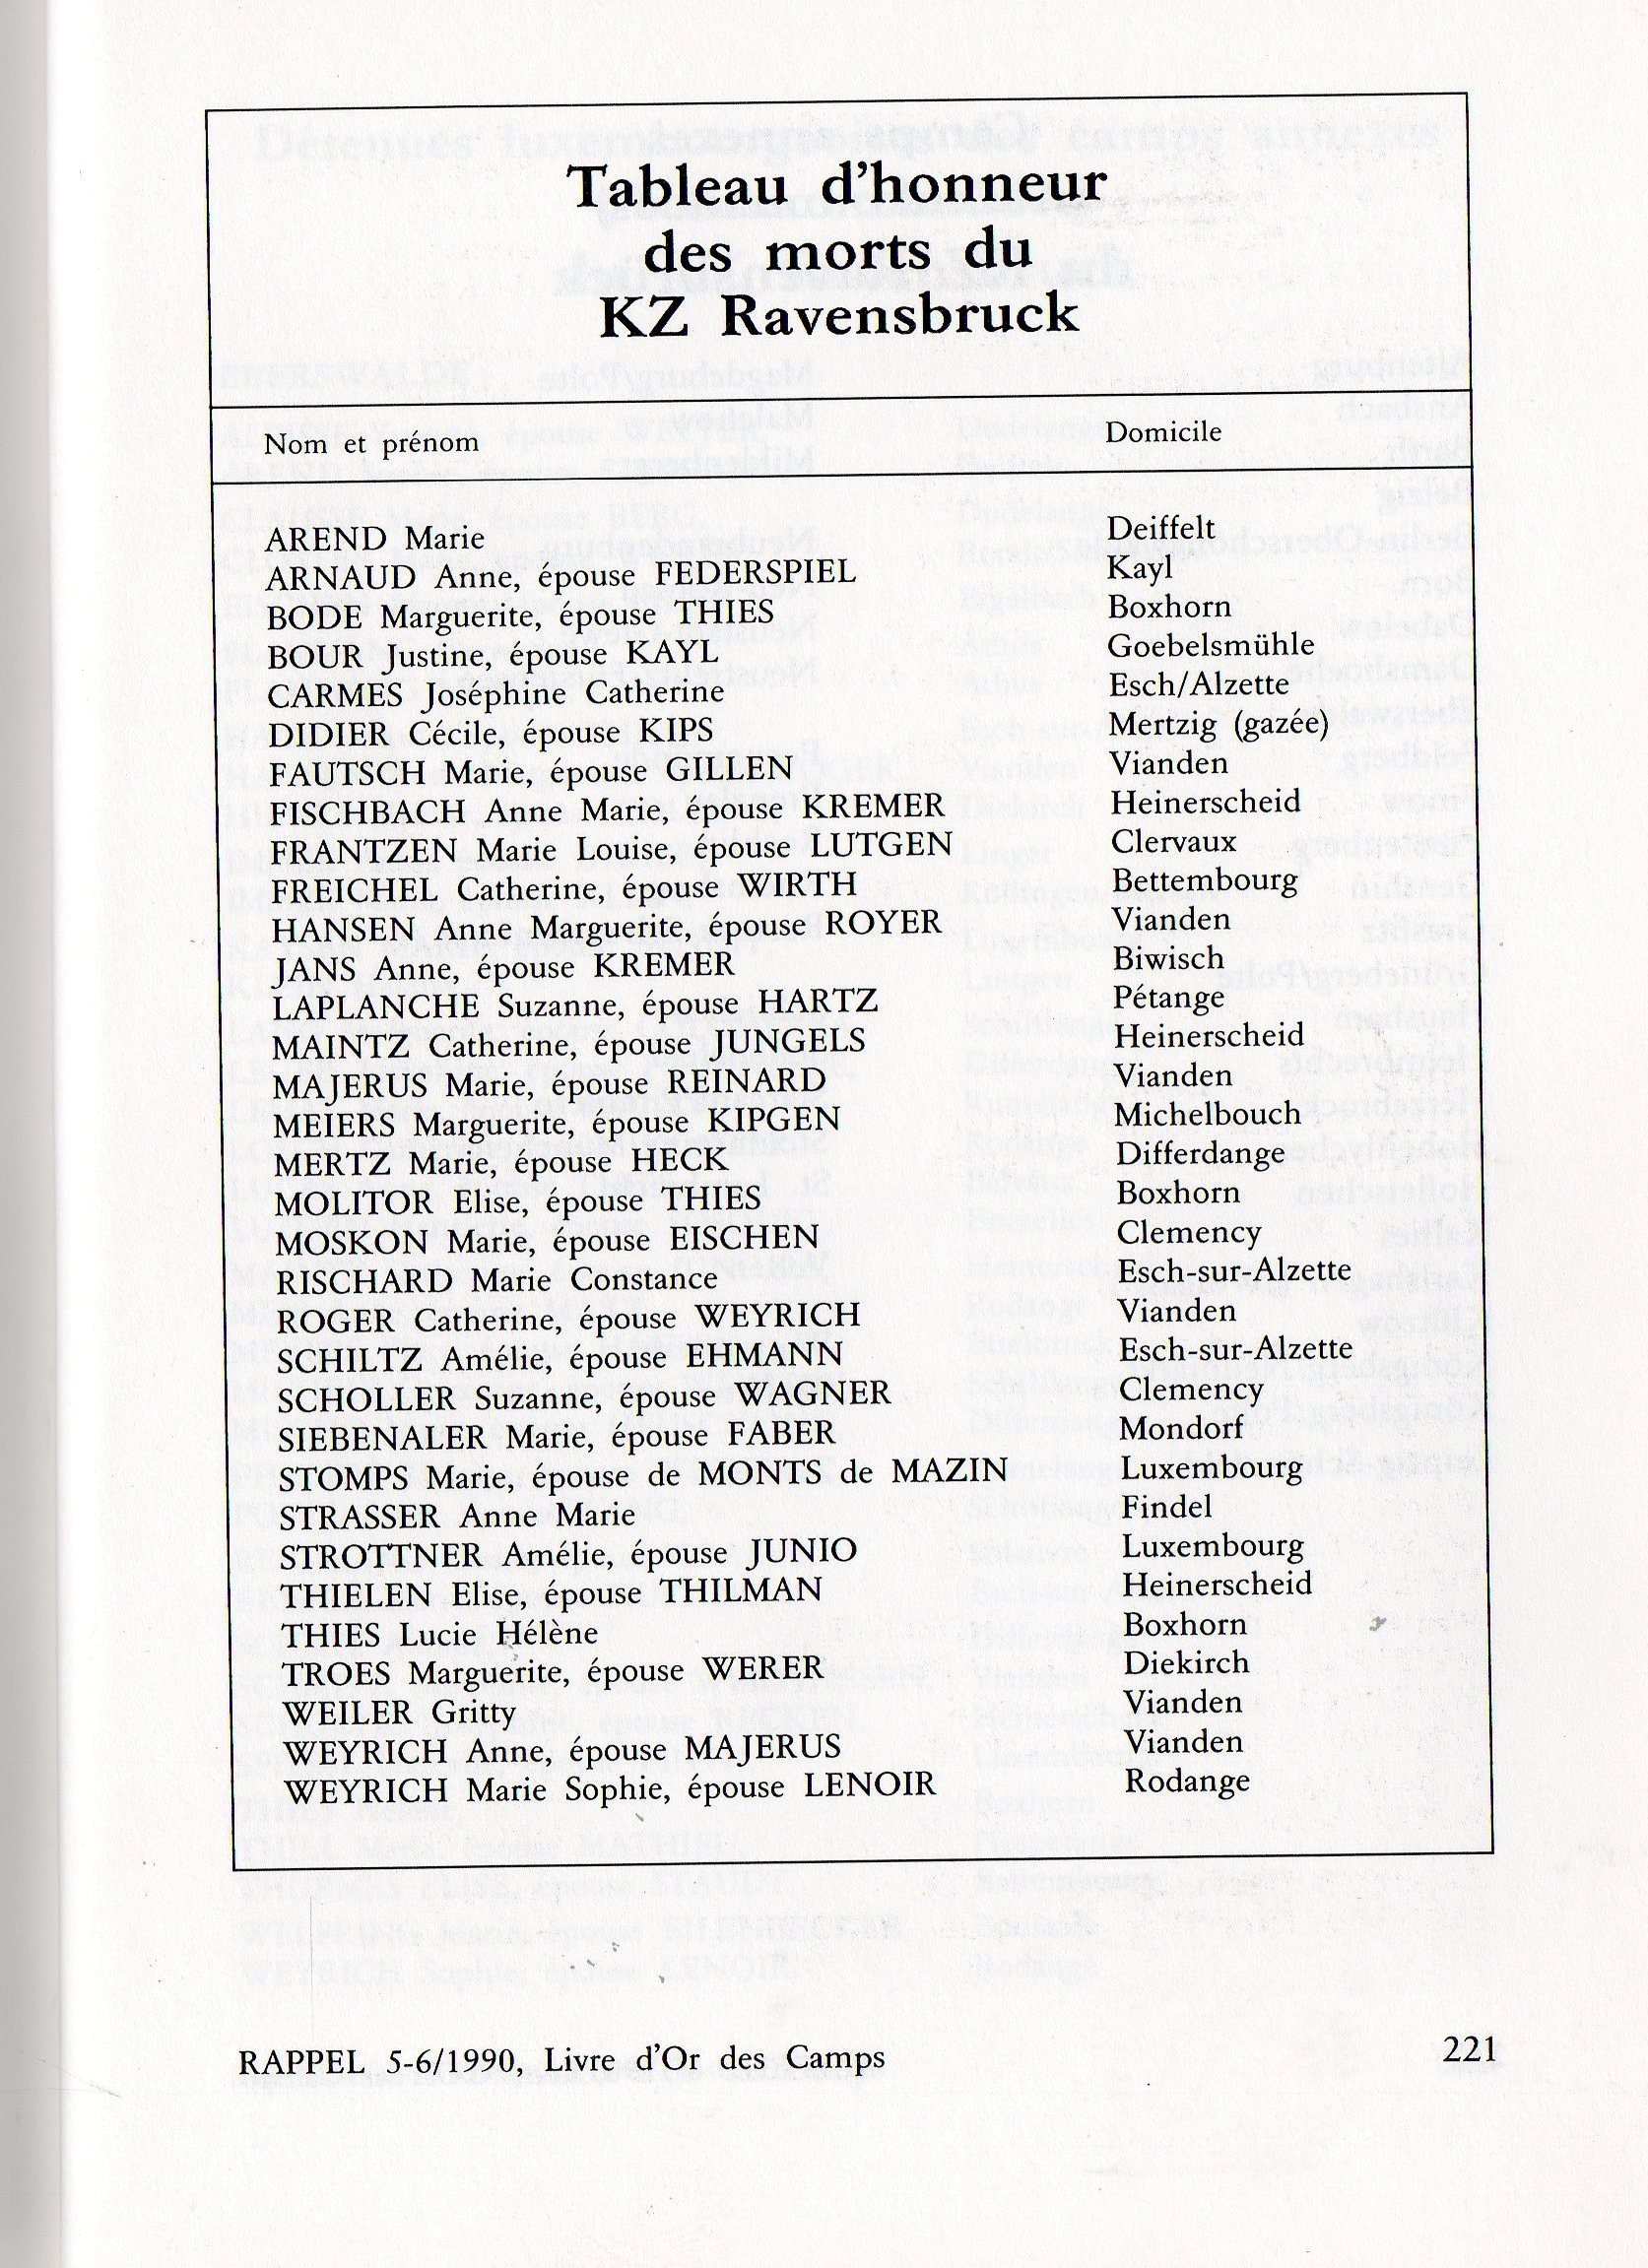 Tableau d'honneur
des morts du
KZ Ravensbruck
Nom et prénom Domicile
AREND Marie Deiffelt
ARNAUD Anne, épouse FEDERSPIEL Kayl
BODE Marguerite, épouse THIES Boxhorn
BOUR Justine, épouse KAYL Goebelsmühle
CARMES Joséphine Catherine Esch/Alzette
DIDIER Cécile, épouse KIPS Mertzig (gazée)
FAUTSCH Marie, épouse GILLEN Vianden
FISCHBACH Anne Marie, épouse KREMER Heinerscheid
FRANTZEN Marie Louise, épouse LUTGEN Clervaux
FREICHEL Catherine, épouse WIRTH Bettembourg
HANSEN Anne Marguerite, épouse ROYER Vianden
JANS Anne, épouse KREMER Biwisch
LAPLANCHE Suzanne, épouse HARTZ Pétange
MAINTZ Catherine, épouse JUNGELS Heinerscheid
MAJERUS Marie, épouse REINARD Vianden
MEIERS Marguerite, épouse KIPGEN Michelbouch
MERTZ Marie, épouse HECK Differdange
MOLITOR Elise, épouse THIES Boxhorn
MOSKON Marie, épouse EISCHEN Clemency
RISCHARD Marie Constance Esch-sur-Alzette
ROGER Catherine, épouse WEYRICH Vianden
SCHILTZ Amélie, épouse EHMANN Esch-sur-Alzette
SCHOLLER Suzanne, épouse WAGNER Clemency
SIEBENALER Marie, épouse FABER Mondorf
STOMPS Marie, épouse de MONTS de MAZIN Luxembourg
STRASSER Anne Marie Findel
STROTTNER Amélie, épouse JUNIO Luxembourg
THIELEN Elise, épouse THILMAN Heinerscheid
THIES Lucie Hélène Boxhorn
TROES Marguerite, épouse WERER Diekirch
WEILER Gritty Vianden
WEYRICH Anne, épouse MAJERUS Vianden
WEYRICH Marie Sophie, épouse LENOIR Rodange
RAPPEL 5-6/1990, Livre d'Or des Camps 221